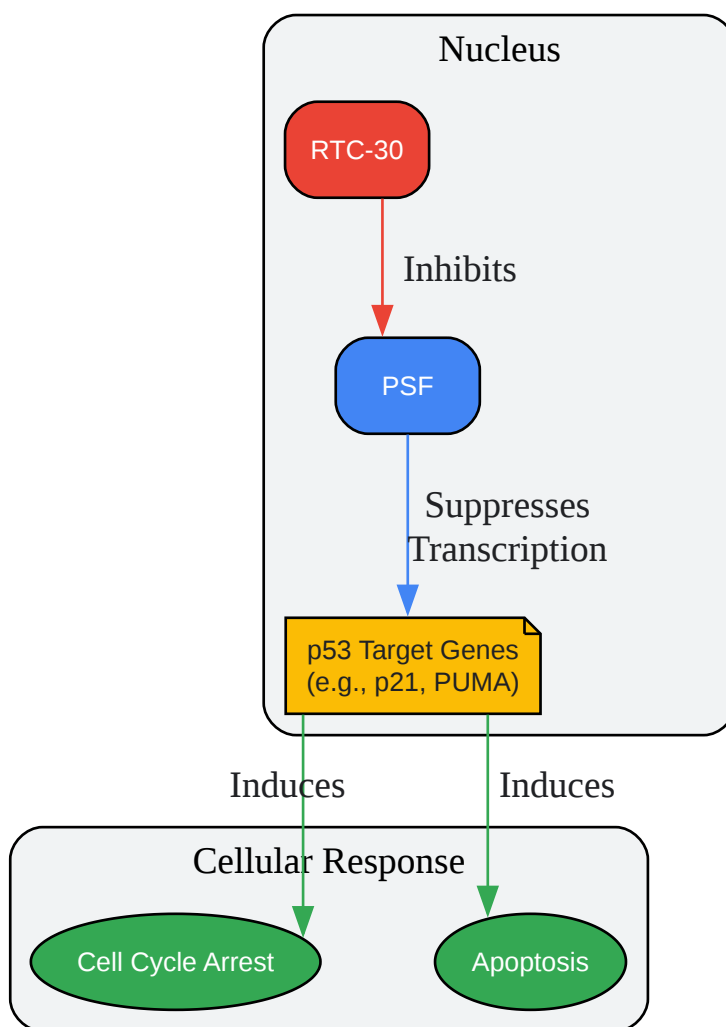 Nucleus
RTC-30
Inhibits
PSF
Suppresses
Transcription
p53 Target Genes
(e.g., p21, PUMA)
Induces
Induces
Cellular Response
Cell Cycle Arrest
Apoptosis